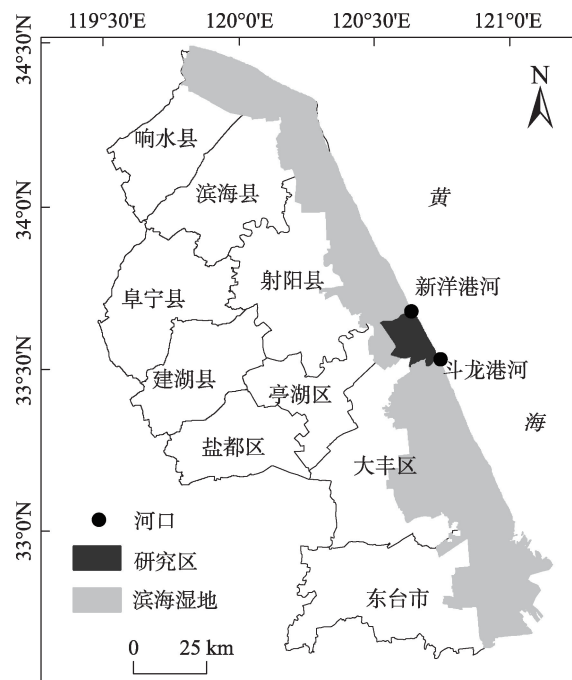 119°30′E
120°0′E
120°30′E
121°0′E
34°30′N
34°0′N
33°30′N
33°0′N
N
响水县
滨海县
黄
射阳县
新洋港河
阜宁县
斗龙港河
建湖县
亭湖区
海
盐都区
大丰区
河口
研究区
滨海湿地
东台市
0
25 km